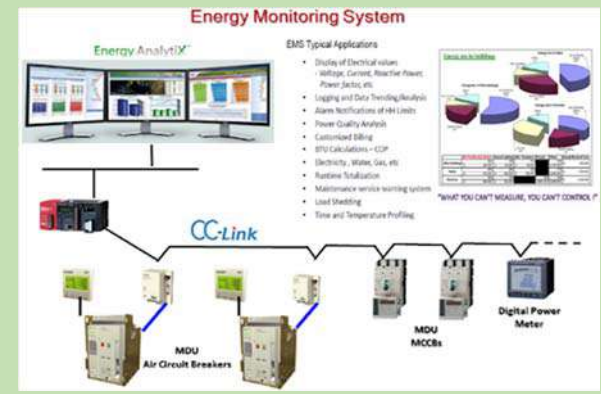 Energy Monitoring System
Energy AnalytiX
EMS Typical Applications
• Display of Electrical values
- Voltage, Current, Reactive Power,
Power factor, etc
• Logging and Data Trending/Analysis
• Alarm Notifications of HH Limits
• Power Quality Analysis
• Customized Billing
• BTU Calculations – COP
• Electricity, Water, Gas, etc
• Runtime Totalization
• Maintenance service warning system
• Load Shedding
• Time and Temperature Profiling
"WHAT YOU CAN'T MEASURE, YOU CAN'T CONTROL !"
CC-Link
MDU
Air Circuit Breakers
MDU
MCCBs
Digital Power
Meter